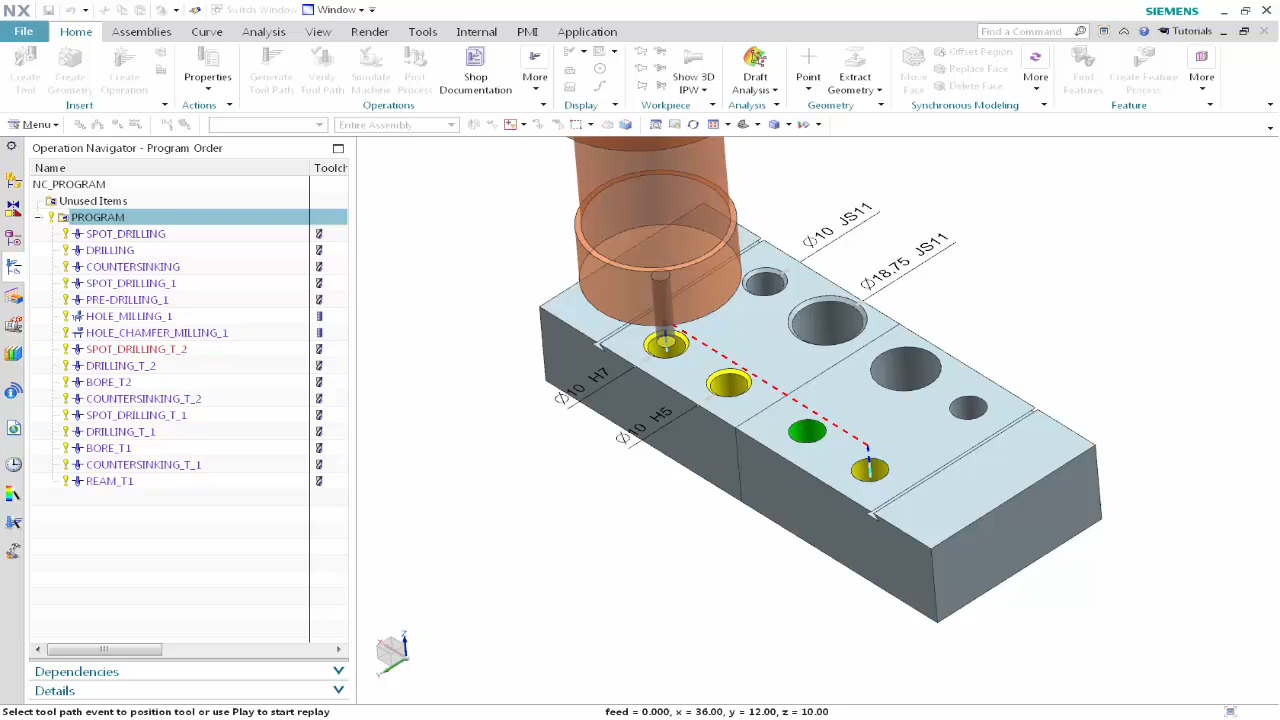 NX
Switch Window
Window
SIEMENS
File
Home
Assemblies
Curve
Analysis
View
Render
Tools
Internal
PMI
Application
Find a Command
Tutorials
Create Tool
Create Geometry
Create Operation
Properties
Generate Tool Path
Verify Tool Path
Simulate Machine
Post Process
Shop Documentation
More
Show 3D IPW
Draft Analysis
Point
Extract Geometry
Move Face
Offset Region
Replace Face
Delete Face
More
Find Features
Create Feature Process
More
Insert
Actions
Operations
Display
Workpiece
Analysis
Geometry
Synchronous Modeling
Feature
Menu
Entire Assembly
Operation Navigator - Program Order
Name
Toolch
NC_PROGRAM
Unused Items
PROGRAM
SPOT_DRILLING
DRILLING
COUNTERSINKING
SPOT_DRILLING_1
PRE-DRILLING_1
HOLE_MILLING_1
HOLE_CHAMFER_MILLING_1
SPOT_DRILLING_T_2
DRILLING_T_2
BORE_T2
COUNTERSINKING_T_2
SPOT_DRILLING_T_1
DRILLING_T_1
BORE_T1
COUNTERSINKING_T_1
REAM_T1
Dependencies
Details
Ø10 JS11
Ø18,75 JS11
Ø10 H7
Ø10 H5
Z
X
Y
Select tool path event to position tool or use Play to start replay
feed = 0.000, x = 36.00, y = 12.00, z = 10.00